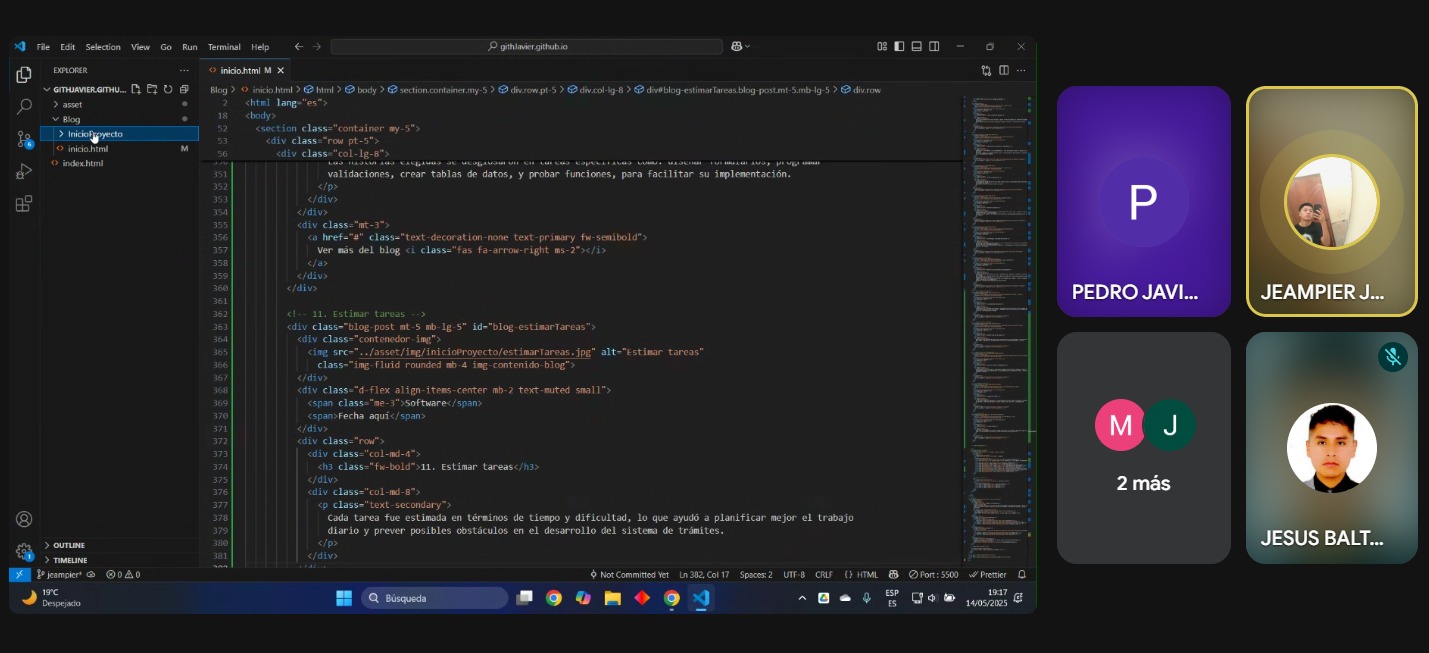 File Edit Selection View Go Run Terminal Help
githJavier.github.io
EXPLORER
GITHJAVIER.GITHU...
asset
Blog
InicioProyecto
inicio.html M
index.html
OUTLINE
TIMELINE
inicio.html M
Blog > inicio.html > html > body > section.container.my-5 > div.row.pt-5 > div.col-lg-8 > div#blog-estimarTareas.blog-post.mt-5.mb-lg-5 > div.row
2 <html lang="es">
18 <body>
52 <section class="container my-5">
53 <div class="row pt-5">
56 <div class="col-lg-8">
350 Las historias elegidas se desglosaron en tareas específicas como: diseñar formularios, programar
351 validaciones, crear tablas de datos, y probar funciones, para facilitar su implementación.
352 </p>
353 </div>
354 </div>
355 <div class="mt-3">
356 <a href="#" class="text-decoration-none text-primary fw-semibold">
357 Ver más del blog <i class="fas fa-arrow-right ms-2"></i>
358 </a>
359 </div>
360 </div>
361
362 <!-- 11. Estimar tareas -->
363 <div class="blog-post mt-5 mb-lg-5" id="blog-estimarTareas">
364 <div class="contenedor-img">
365 <img src="../asset/img/inicioProyecto/estimarTareas.jpg" alt="Estimar tareas"
366 class="img-fluid rounded mb-4 img-contenido-blog">
367 </div>
368 <div class="d-flex align-items-center mb-2 text-muted small">
369 <span class="me-3">Software</span>
370 <span>Fecha aquí</span>
371 </div>
372 <div class="row">
373 <div class="col-md-4">
374 <h3 class="fw-bold">11. Estimar tareas</h3>
375 </div>
376 <div class="col-md-8">
377 <p class="text-secondary">
378 Cada tarea fue estimada en términos de tiempo y dificultad, lo que ayudó a planificar mejor el trabajo
379 diario y prever posibles obstáculos en el desarrollo del sistema de trámites.
380 </p>
381 </div>
jeampier* 0 0 Not Committed Yet Ln 382, Col 17 Spaces: 2 UTF-8 CRLF {} HTML Port : 5500 Prettier
19°C
Despejado
Búsqueda
ESP
ES
19:17
14/05/2025
P
PEDRO JAVI...
JEAMPIER J...
M J
2 más
JESUS BALT...